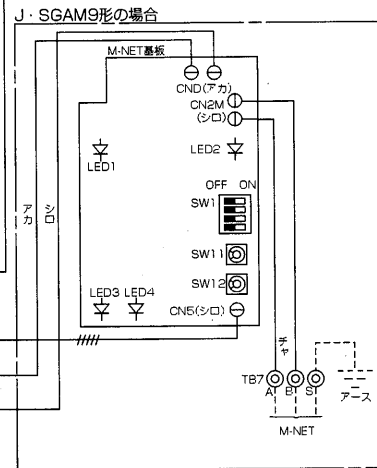 J・SGAM9形の場合
M-NET基板
CND(アカ)
CN2M
(シロ)
LED1
LED2
アカ
シロ
OFF ON
SW1
SW11
SW12
LED3 LED4
CN5(シロ)
チャ
TB7
A B S
アース
M-NET